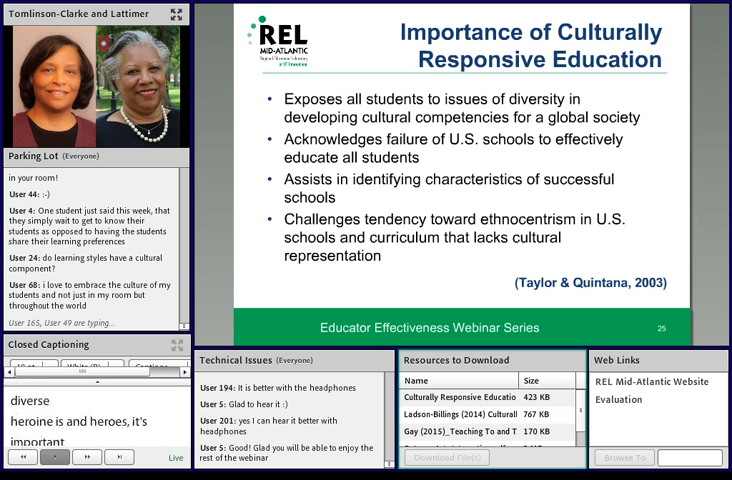 Tomlinson-Clarke and Lattimer
Parking Lot (Everyone)
in your room!
User 44: :-)
User 4: One student just said this week, that
they simply wait to get to know their
students as opposed to having the students
share their learning preferences
User 24: do learning styles have a cultural
component?
User 68: i love to embrace the culture of my
students and not just in my room but
throughout the world
User 165, User 49 are typing...
Closed Captioning
diverse
heroine is and heroes, it's
important
Live
REL
MID-ATLANTIC
Importance of Culturally
Responsive Education
• Exposes all students to issues of diversity in
developing cultural competencies for a global society
• Acknowledges failure of U.S. schools to effectively
educate all students
• Assists in identifying characteristics of successful
schools
• Challenges tendency toward ethnocentrism in U.S.
schools and curriculum that lacks cultural
representation
(Taylor & Quintana, 2003)
Educator Effectiveness Webinar Series
25
Technical Issues (Everyone)
User 194: It is better with the headphones
User 5: Glad to hear it :)
User 201: yes I can hear it better with
headphones
User 5: Good! Glad you will be able to enjoy the
rest of the webinar
Resources to Download
Name Size
Culturally Responsive Educatio 423 KB
Ladson-Billings (2014) Culturall 767 KB
Gay (2015)_Teaching To and T 170 KB
Download File(s)
Web Links
REL Mid-Atlantic Website
Evaluation
Browse To